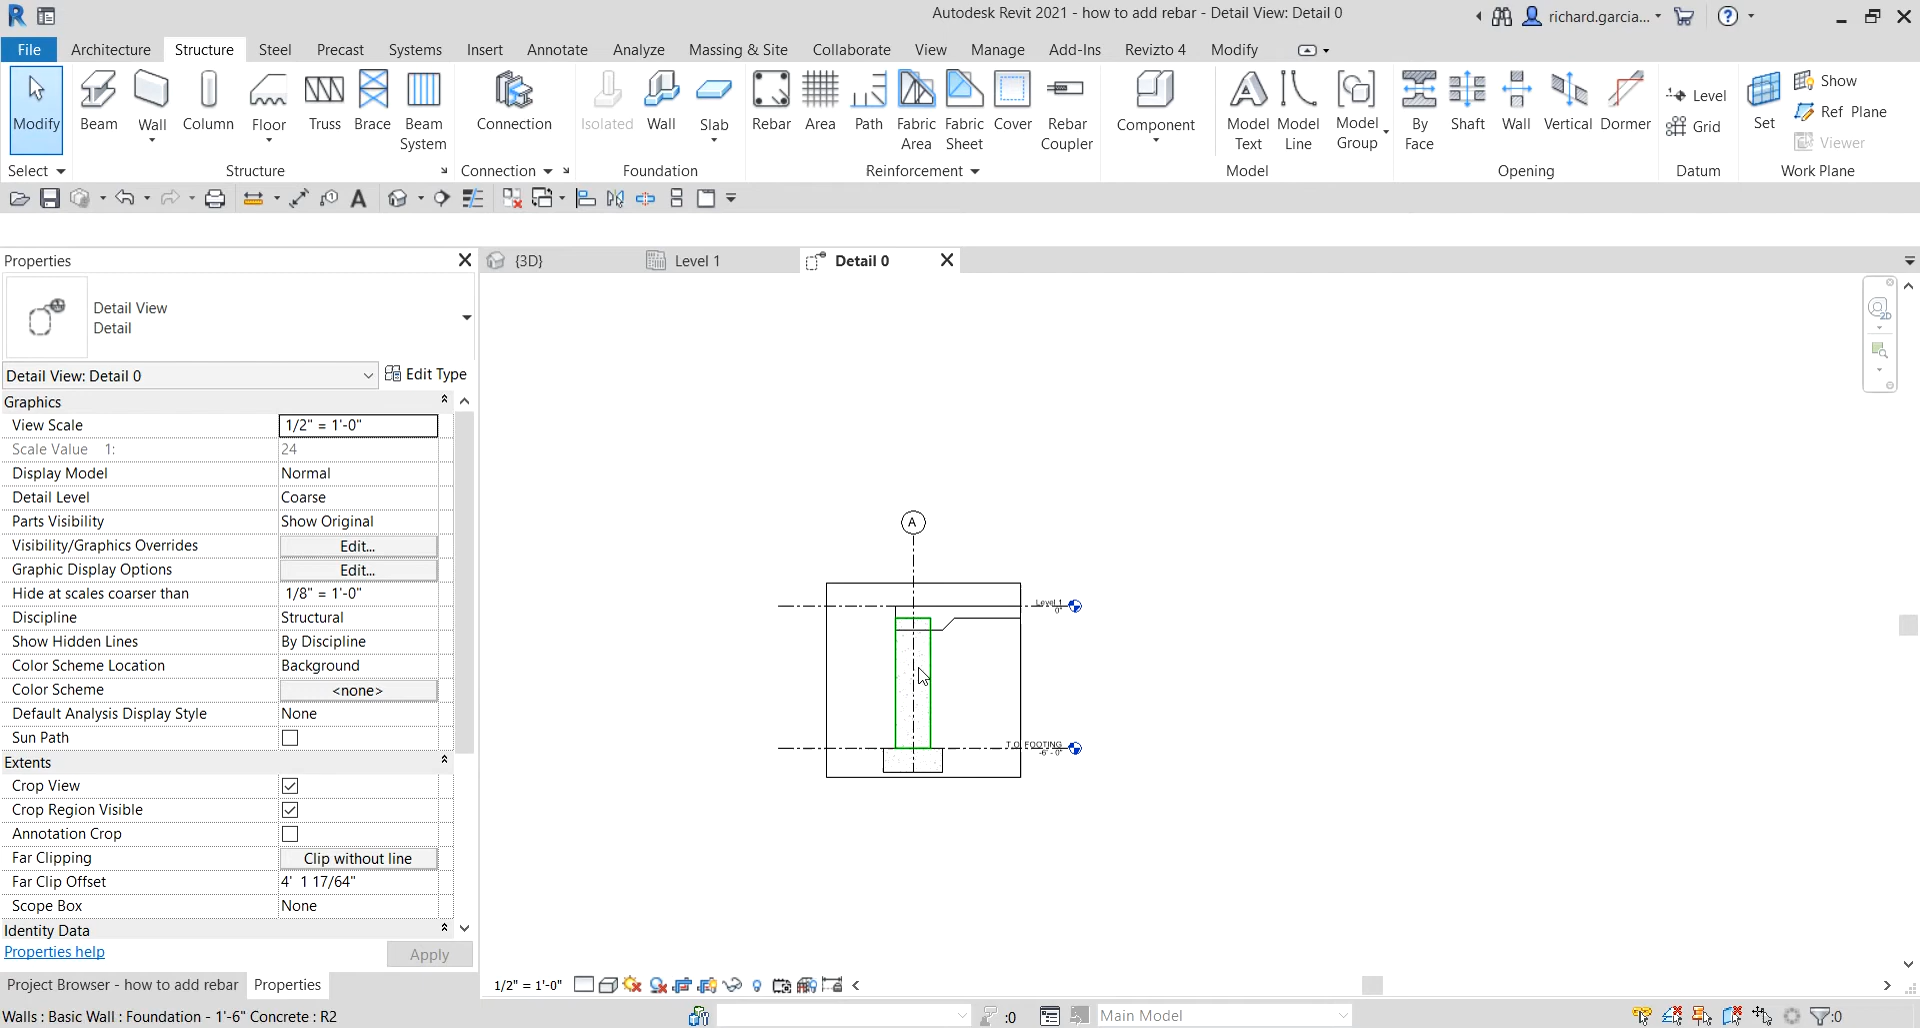 Autodesk Revit 2021 - how to add rebar - Detail View: Detail 0
richard.garcia...
File Architecture Structure Steel Precast Systems Insert Annotate Analyze Massing & Site Collaborate View Manage Add-Ins Revizto 4 Modify
Modify
Beam
Wall
Column
Floor
Truss
Brace
Beam
System
Connection
Isolated
Wall
Slab
Rebar
Area
Path
Fabric
Area
Fabric
Sheet
Cover
Rebar
Coupler
Component
Model
Text
Model
Line
Model
Group
By
Face
Shaft
Wall
Vertical
Dormer
Level
Grid
Set
Show
Ref Plane
Viewer
Select Structure Connection Foundation Reinforcement Model Opening Datum Work Plane
Properties
{3D}
Level 1
Detail 0
Detail View
Detail
Detail View: Detail 0
Edit Type
Graphics
View Scale 1/2" = 1'-0"
Scale Value 1: 24
Display Model Normal
Detail Level Coarse
Parts Visibility Show Original
Visibility/Graphics Overrides Edit...
Graphic Display Options Edit...
Hide at scales coarser than 1/8" = 1'-0"
Discipline Structural
Show Hidden Lines By Discipline
Color Scheme Location Background
Color Scheme <none>
Default Analysis Display Style None
Sun Path
Extents
Crop View
Crop Region Visible
Annotation Crop
Far Clipping Clip without line
Far Clip Offset 4' 1 17/64"
Scope Box None
Identity Data
Properties help
Apply
Project Browser - how to add rebar
Properties
A
Level 1
0"
T.O. FOOTING
-6' - 0"
2D
1/2" = 1'-0"
Walls : Basic Wall : Foundation - 1'-6" Concrete : R2
:0
Main Model
:0